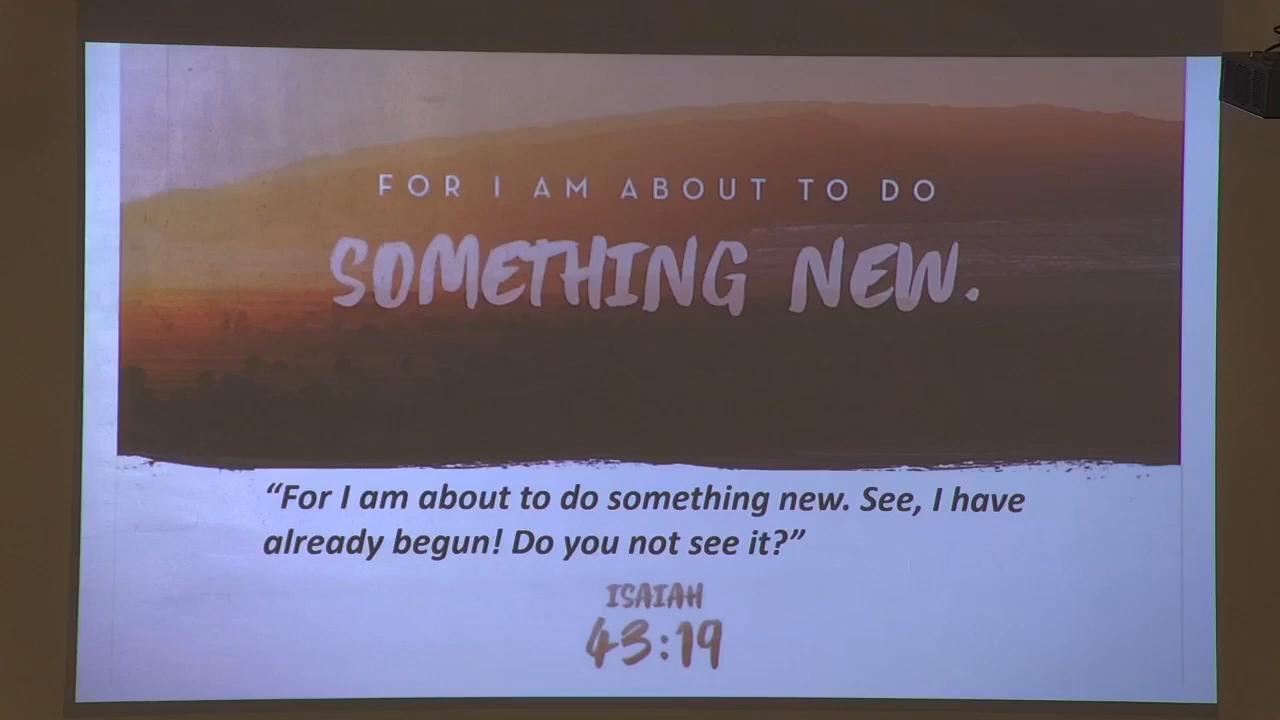 FOR I AM ABOUT TO DO
SOMETHING NEW.
“For I am about to do something new. See, I have
already begun! Do you not see it?”
ISAIAH
43:19